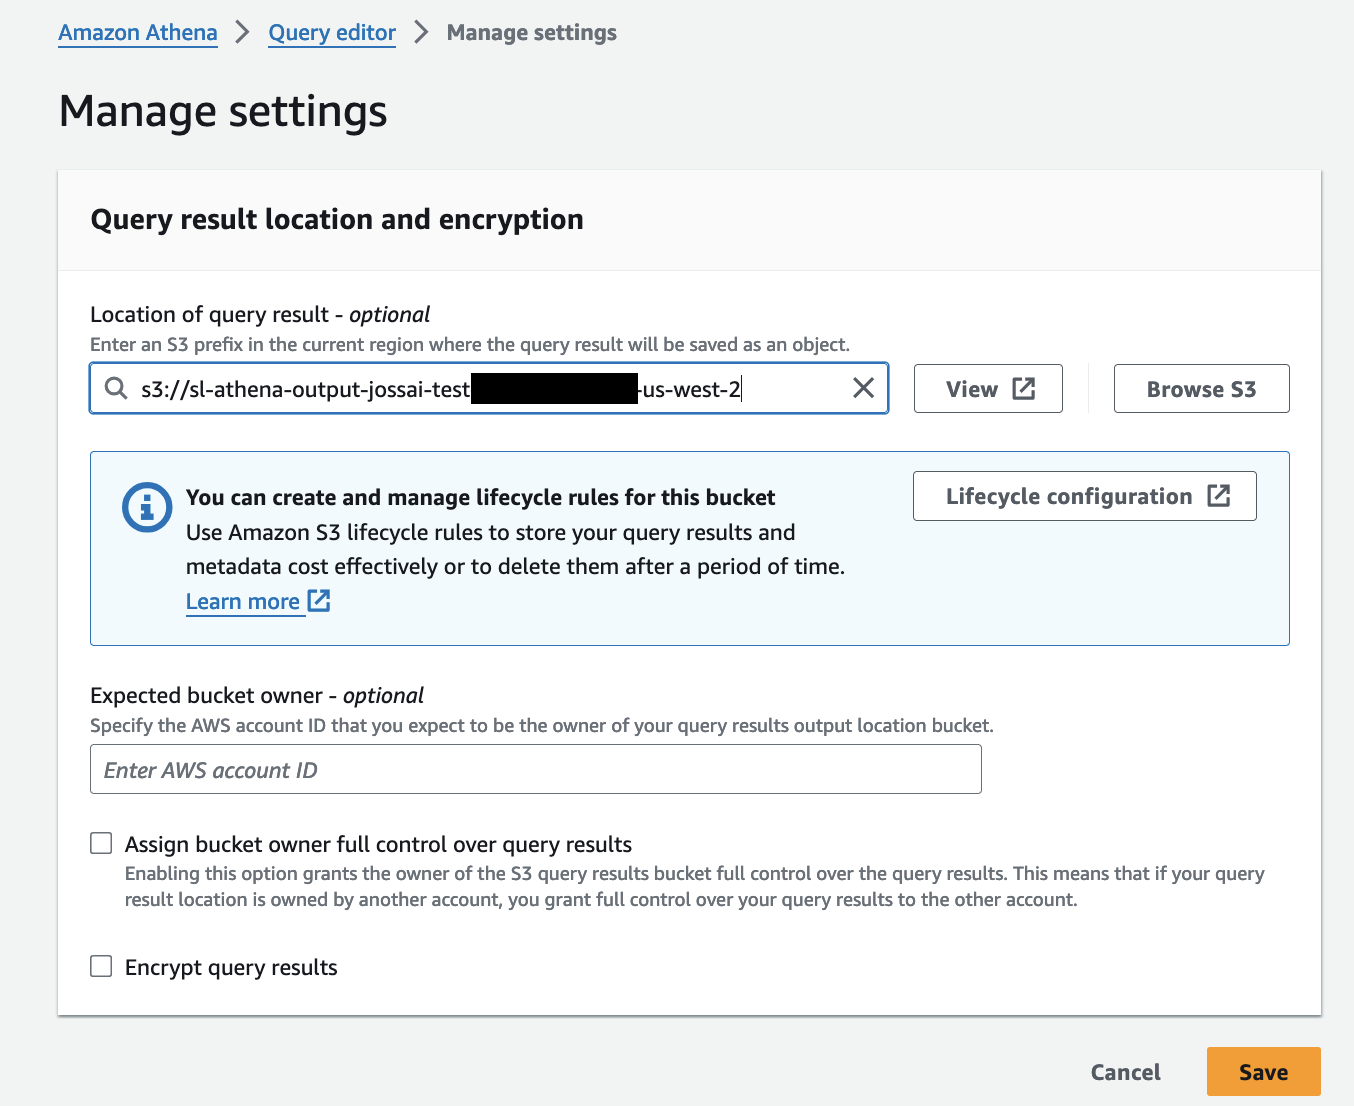 Amazon Athena > Query editor > Manage settings
Manage settings
Query result location and encryption
Location of query result - optional
Enter an S3 prefix in the current region where the query result will be saved as an object.
s3://sl-athena-output-jossai-test -us-west-2
View
Browse S3
You can create and manage lifecycle rules for this bucket
Lifecycle configuration
Use Amazon S3 lifecycle rules to store your query results and
metadata cost effectively or to delete them after a period of time.
Learn more
Expected bucket owner - optional
Specify the AWS account ID that you expect to be the owner of your query results output location bucket.
Enter AWS account ID
Assign bucket owner full control over query results
Enabling this option grants the owner of the S3 query results bucket full control over the query results. This means that if your query
result location is owned by another account, you grant full control over your query results to the other account.
Encrypt query results
Cancel
Save